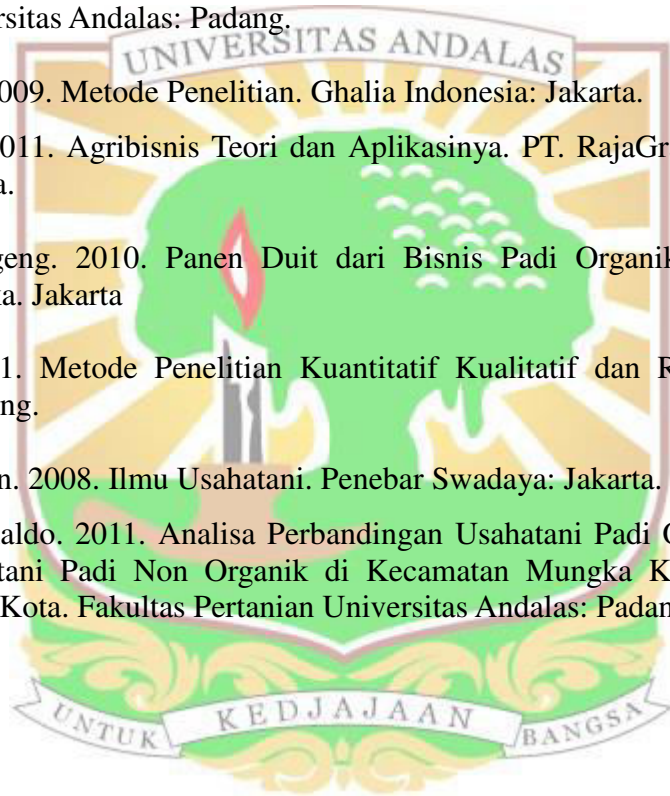 rsitas Andalas: Padang.
UNIVERSITAS ANDALAS
009. Metode Penelitian. Ghalia Indonesia: Jakarta.
011. Agribisnis Teori dan Aplikasinya. PT. RajaGr
a.
geng. 2010. Panen Duit dari Bisnis Padi Organik
ka. Jakarta
1. Metode Penelitian Kuantitatif Kualitatif dan R
ng.
n. 2008. Ilmu Usahatani. Penebar Swadaya: Jakarta.
aldo. 2011. Analisa Perbandingan Usahatani Padi O
tani Padi Non Organik di Kecamatan Mungka K
Kota. Fakultas Pertanian Universitas Andalas: Padan
UNTUK KEDJAJAAN BANGSA